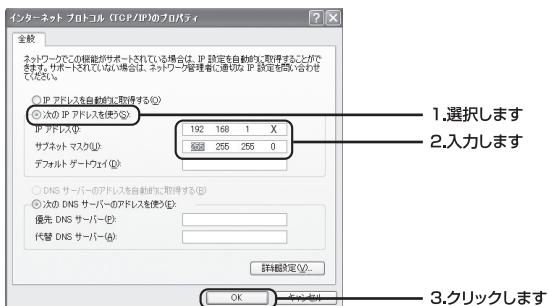 インターネット プロトコル (TCP/IP)のプロパティ
全般
ネットワークでこの機能がサポートされている場合は、IP 設定を自動的に取得することがで
きます。サポートされていない場合は、ネットワーク管理者に適切な IP 設定を問い合わせ
てください。
IP アドレスを自動的に取得する(O)
次の IP アドレスを使う(S):
1.選択します
IP アドレス(I): 192 168 1 X
サブネット マスク(U): 255 255 255 0
2.入力します
デフォルト ゲートウェイ(D):
DNS サーバーのアドレスを自動的に取得する(B)
次の DNS サーバーのアドレスを使う(E):
優先 DNS サーバー(P):
代替 DNS サーバー(A):
詳細設定(V)...
OK キャンセル
3.クリックします